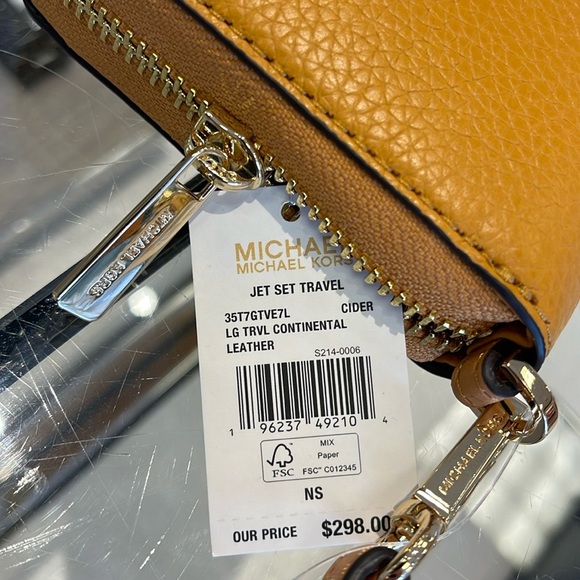 MICHAEL KORS
MICHAEL
MICHAEL KORS
JET SET TRAVEL
35T7GTVE7L CIDER
LG TRVL CONTINENTAL
LEATHER
S214-0006
1 96237 49210 4
FSC
MIX
Paper
FSC™ C012345
NS
OUR PRICE $298.00
MICHAEL KORS